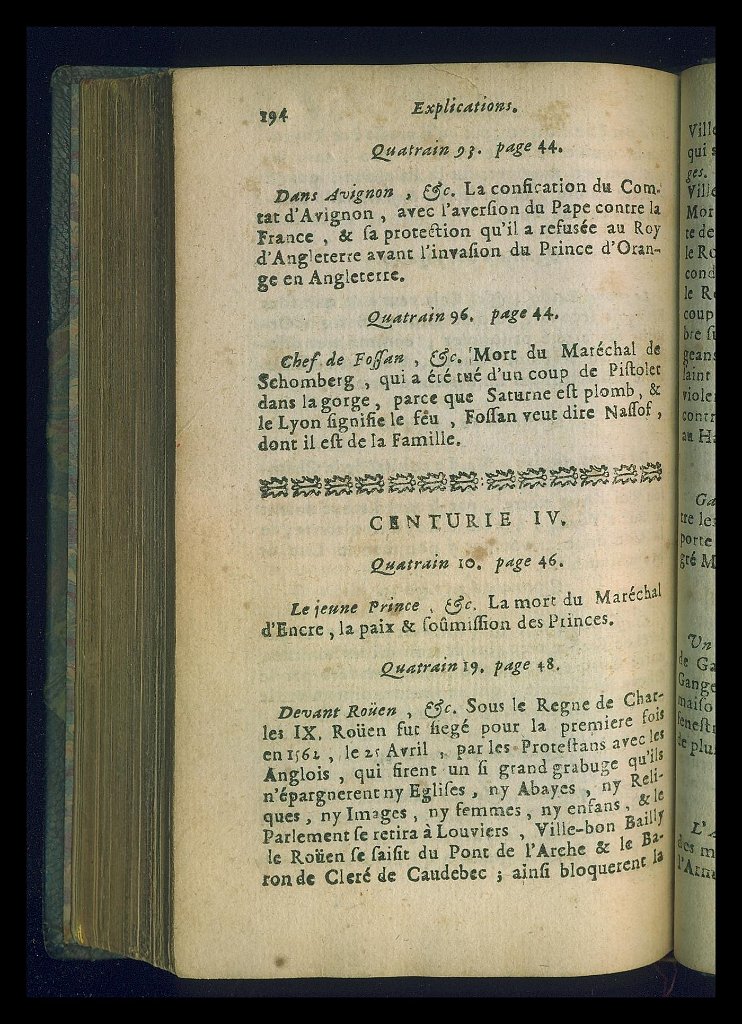 194 Explications.
Quatrain 93. page 44.
Dans Avignon, &c. La confication du Com-
tat d'Avignon, avec l'aversion du Pape contre la
France, & sa protection qu'il a refusée au Roy
d'Angleterre avant l'invasion du Prince d'Oran-
ge en Angleterre.
Quatrain 96. page 44.
Chef de Fossan, &c. Mort du Maréchal de
Schomberg, qui a été tué d'un coup de Pistolet
dans la gorge, parce que Saturne est plomb, &
le Lyon signifie le feu, Fossan veut dire Nassof,
dont il est de la Famille.
CENTURIE IV.
Quatrain 10. page 46.
Le jeune Prince, &c. La mort du Maréchal
d'Encre, la paix & soûmission des Princes.
Quatrain 19. page 48.
Devant Roüen, &c. Sous le Regne de Char-
les IX. Roüen fut siegé pour la premiere fois
en 1562, le 25 Avril, par les Protestans avec les
Anglois, qui firent un si grand grabuge qu'ils
n'épargnerent ny Eglises, ny Abayes, ny Reli-
ques, ny Images, ny femmes, ny enfans, & le
Parlement se retira à Louviers, Ville-bon Bailly
le Roüen se saisit du Pont de l'Arche & le Ba-
ron de Cleré de Caudebec; ainsi bloquerent la